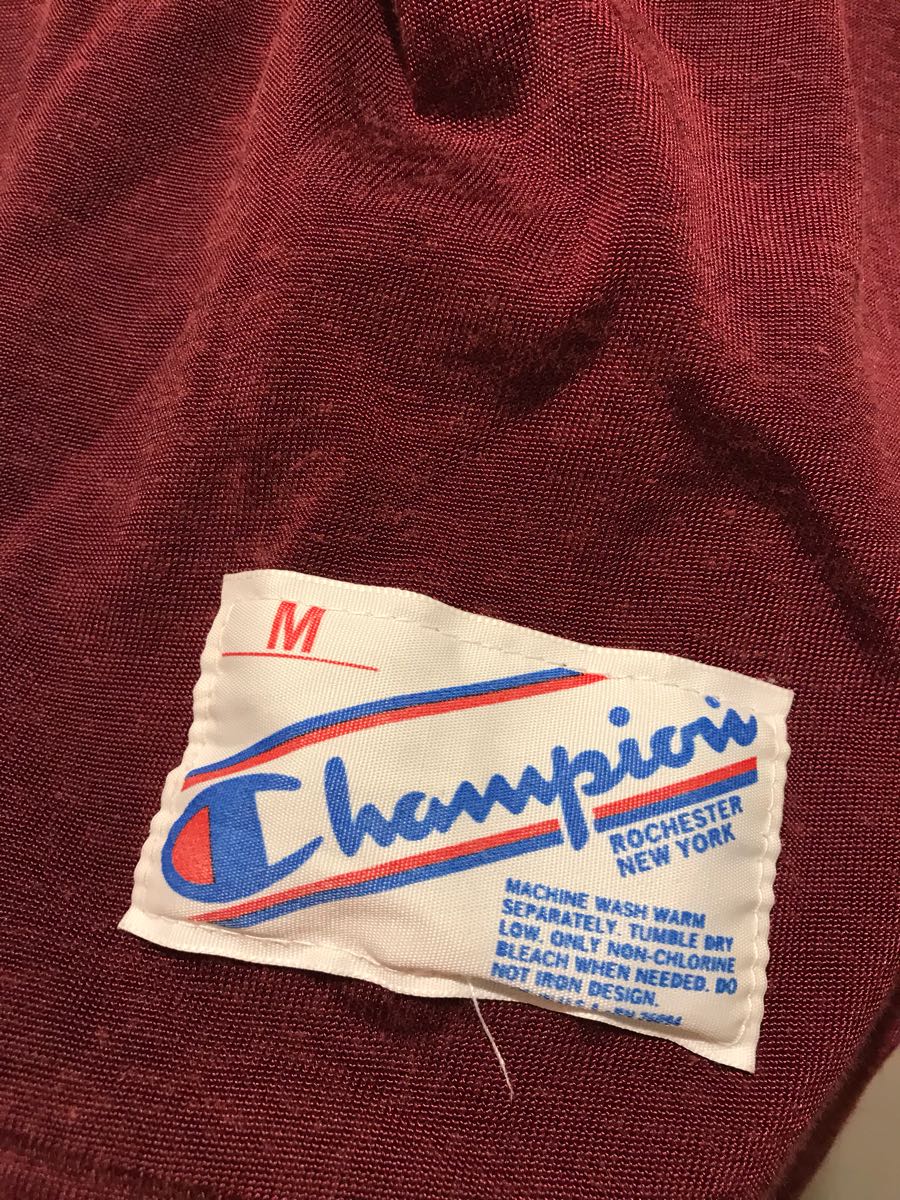 M
Champion
ROCHESTER
NEW YORK
MACHINE WASH WARM
SEPARATELY. TUMBLE DRY
LOW. ONLY NON-CHLORINE
BLEACH WHEN NEEDED. DO
NOT IRON DESIGN.